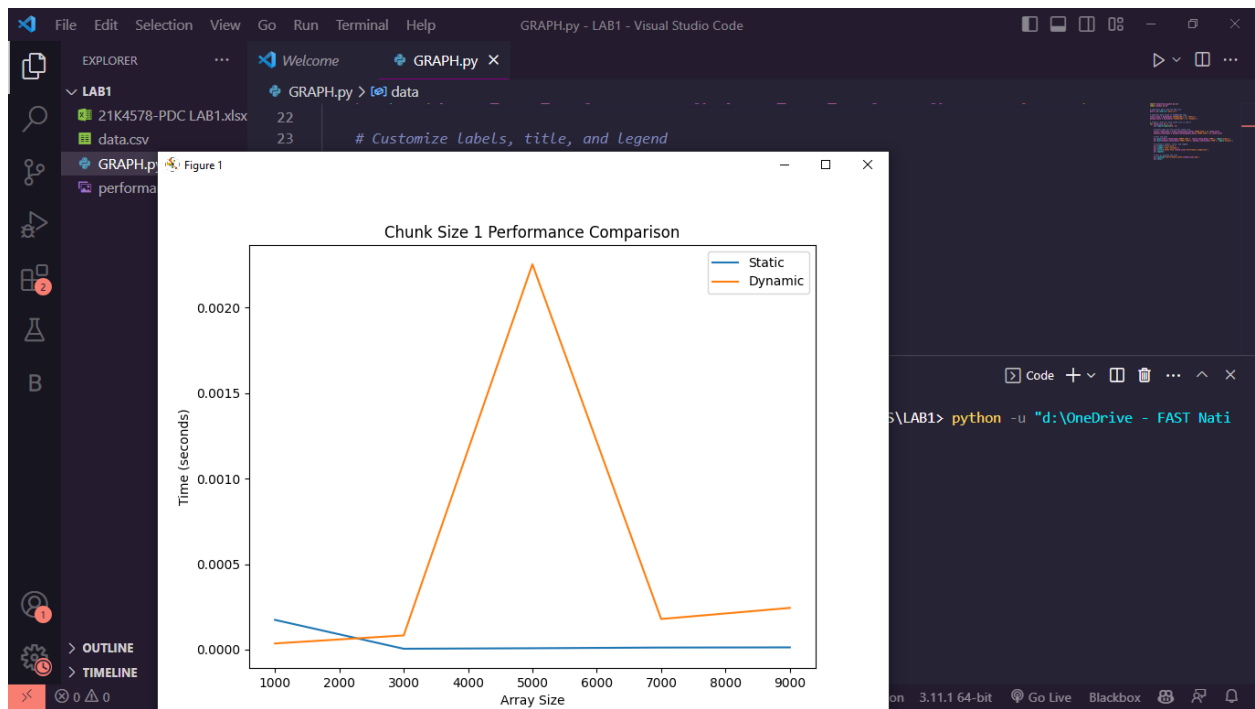 File Edit Selection View Go Run Terminal Help
GRAPH.py - LAB1 - Visual Studio Code
EXPLORER
Welcome
GRAPH.py
LAB1
GRAPH.py > data
21K4578-PDC LAB1.xlsx
22
data.csv
23 # Customize labels, title, and legend
GRAPH.py
Figure 1
performa
Chunk Size 1 Performance Comparison
Static
Dynamic
0.0020
0.0015
0.0010
0.0005
0.0000
Time (seconds)
1000 2000 3000 4000 5000 6000 7000 8000 9000
Array Size
2
B
Code
S\LAB1> python -u "d:\OneDrive - FAST Nati
1
OUTLINE
TIMELINE
0 0
on 3.11.1 64-bit Go Live Blackbox